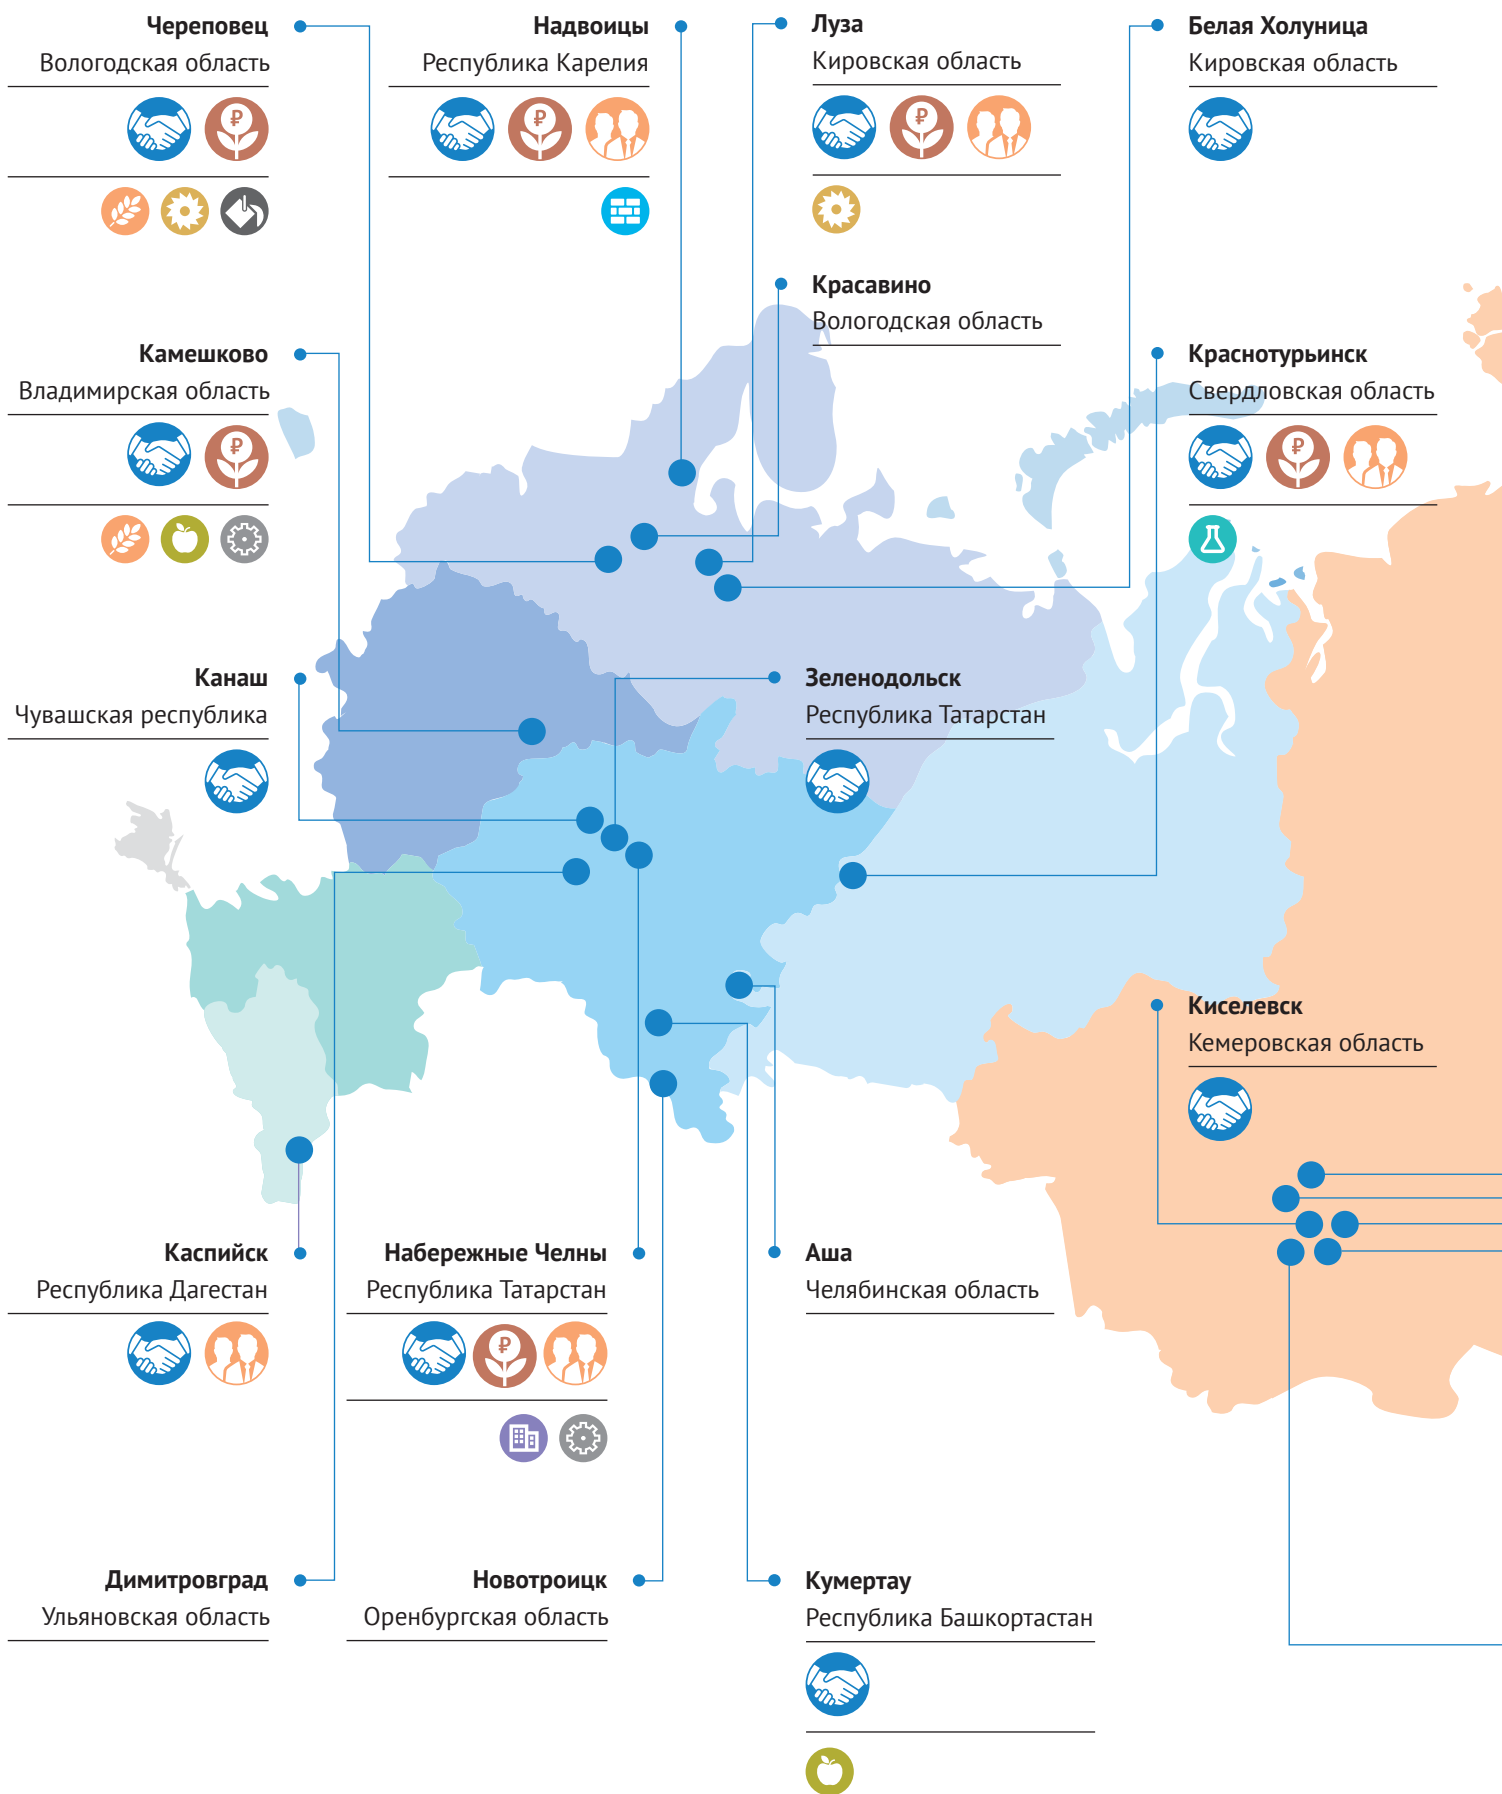 Череповец
Вологодская область
Надвоицы
Республика Карелия
Луза
Кировская область
Белая Холуница
Кировская область
Красавино
Вологодская область
Камешково
Владимирская область
Краснотурьинск
Свердловская область
Канаш
Чувашская республика
Зеленодольск
Республика Татарстан
Киселевск
Кемеровская область
Каспийск
Республика Дагестан
Набережные Челны
Республика Татарстан
Аша
Челябинская область
Димитровград
Ульяновская область
Новотроицк
Оренбургская область
Кумертау
Республика Башкортастан